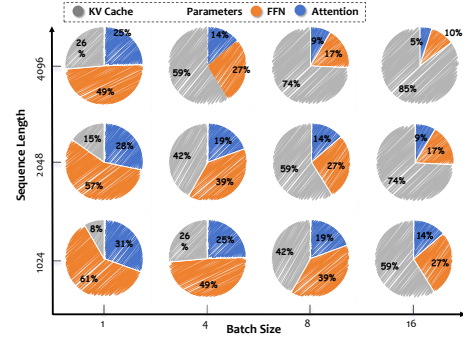 KV Cache Parameters FFN Attention
Sequence Length
4096
26 % 25% 49%
14% 59% 27%
9% 17% 74%
5% 10% 85%
2048
15% 28% 57%
42% 19% 39%
14% 59% 27%
9% 17% 74%
1024
8% 31% 61%
26 % 25% 49%
42% 19% 39%
14% 59% 27%
1 4 8 16
Batch Size